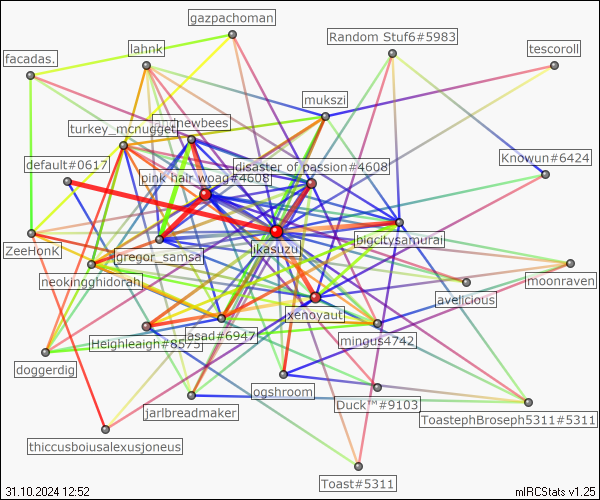 gazpachoman
Random Stuf6#5983
lahnk
tescoroll
facadas.
mukszi
turkey_mcnugget
default#0617
disaster of passion#4608
Knowun#6424
pink hair woag#4608
ZeeHonK
gregor_samsa
ikasuzu
bigcitysamurai
neokingghidorah
moonraven
avelicious
xenoyaut
Heighleaigh#8575
jasad#6947
mingus4742
doggerdig
ogshroom
Duck™#9103
jarlbreadmaker
ToastephBroseph5311#5311
thiccusboiusalexusjoneus
Toast#5311
31.10.2024 12:52
mIRCStats v1.25